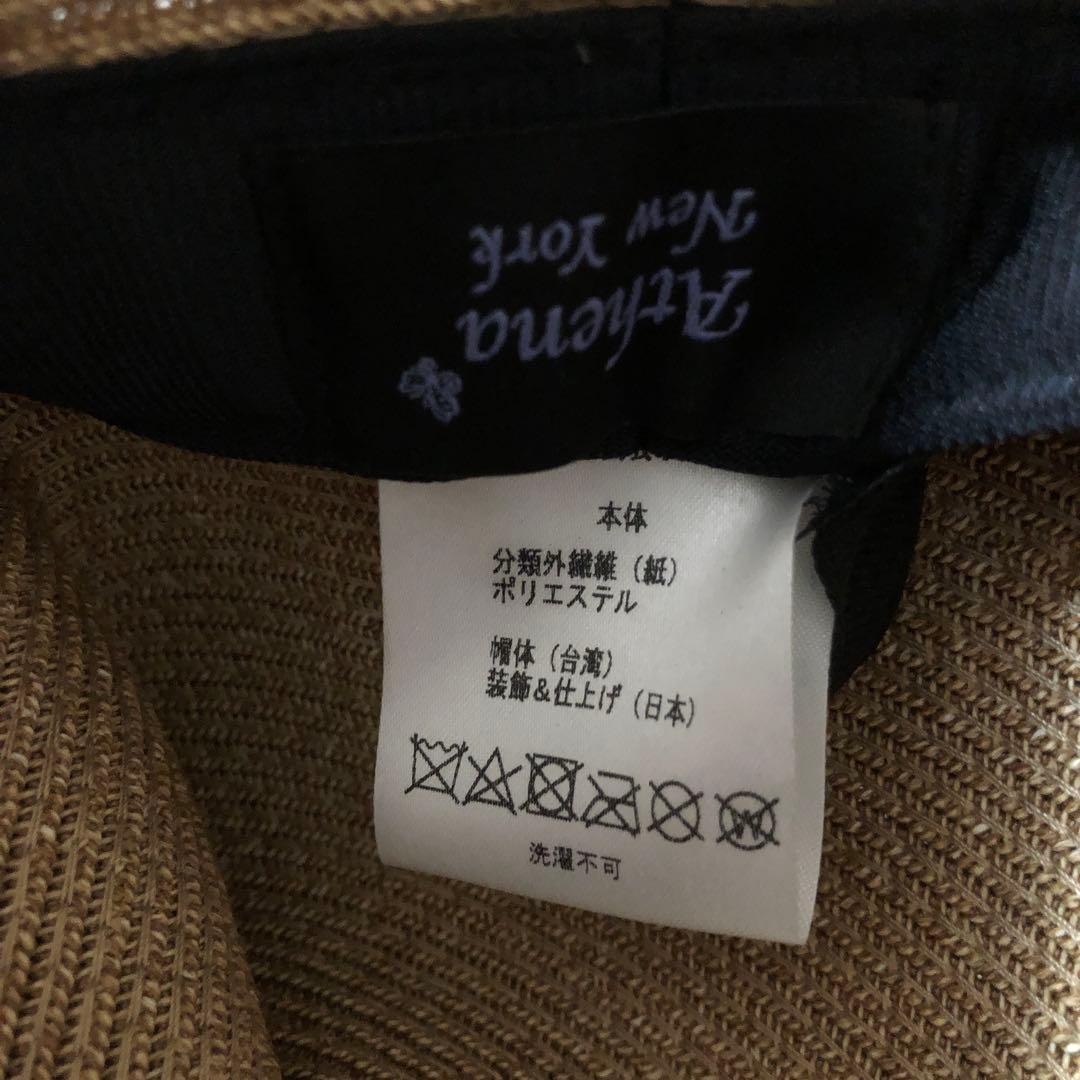 Athena
New York
本体
分類外繊維（紙）
ポリエステル
帽体（台湾）
装飾＆仕上げ（日本）
W
洗濯不可